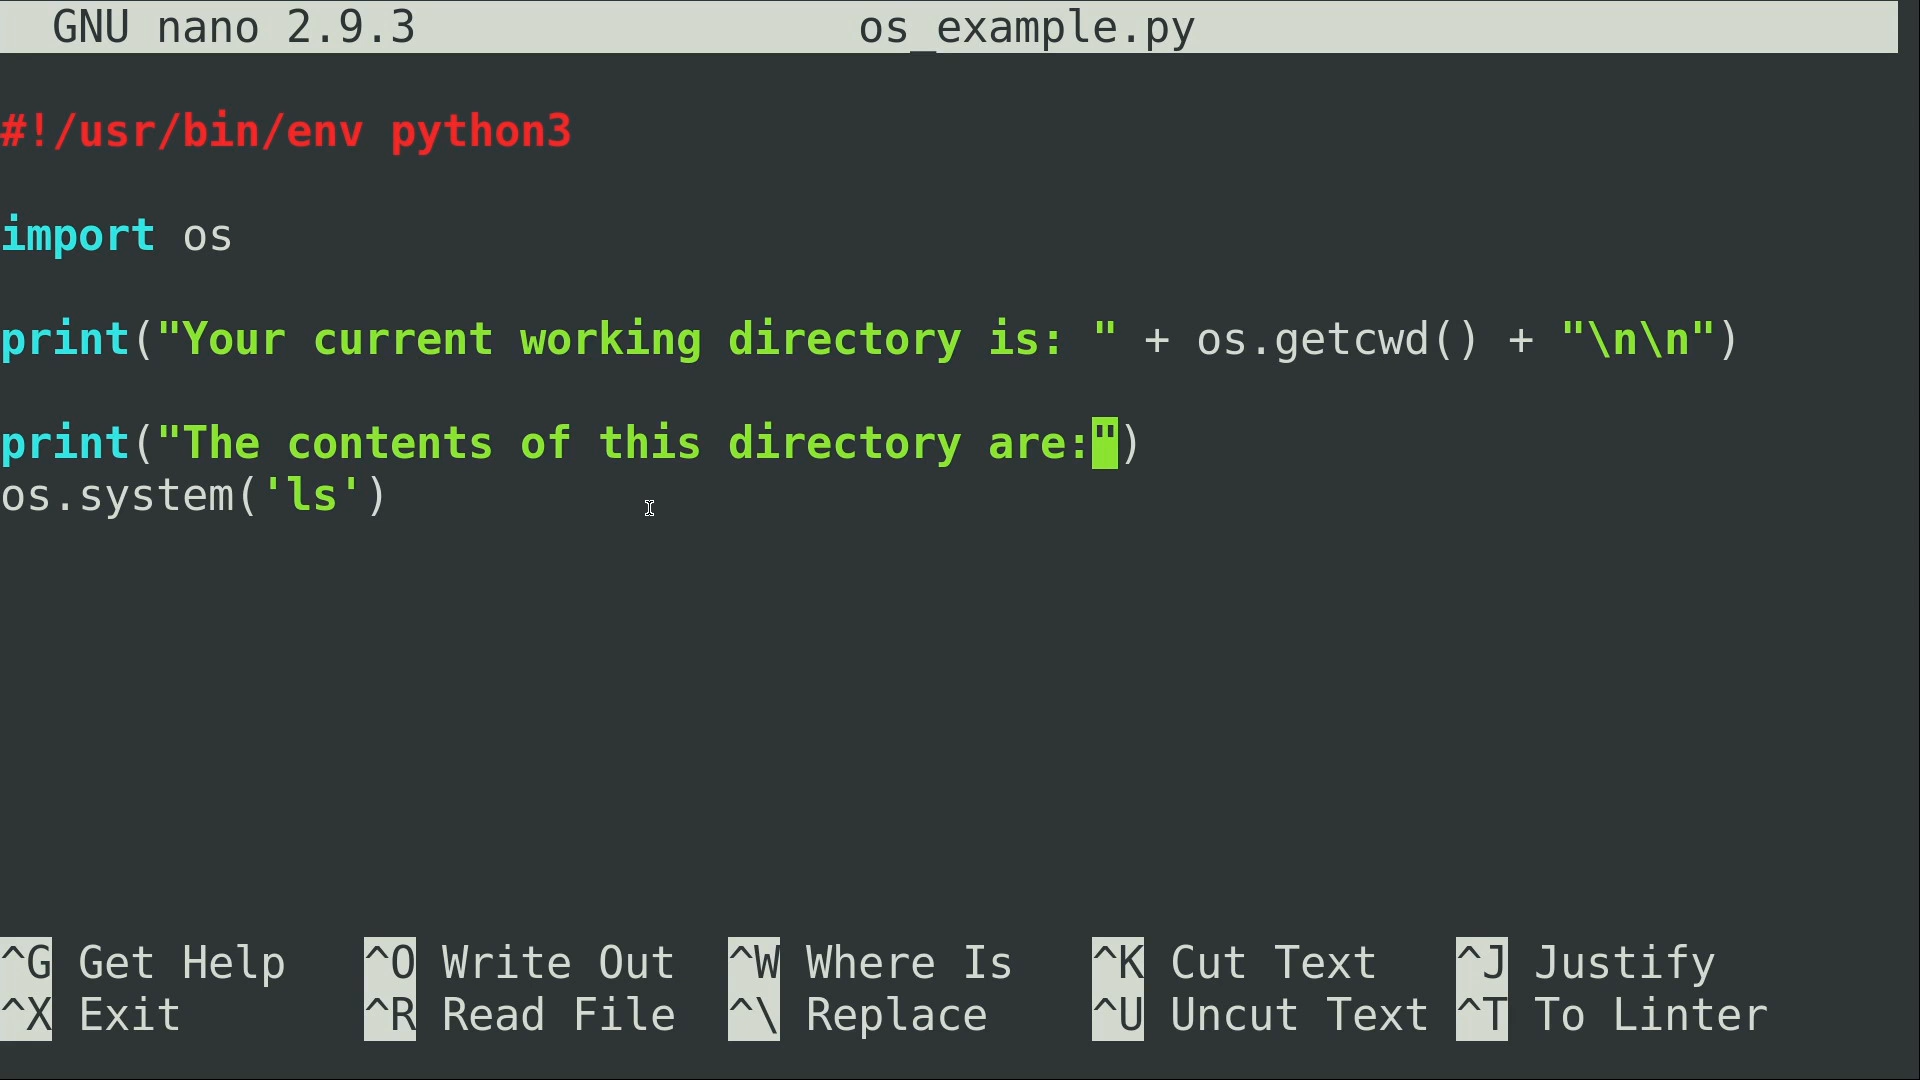 GNU nano 2.9.3 os_example.py
#!/usr/bin/env python3
import os
print("Your current working directory is: " + os.getcwd() + "\n\n")
print("The contents of this directory are:")
os.system('ls')
^G Get Help ^O Write Out ^W Where Is ^K Cut Text ^J Justify
^X Exit ^R Read File ^\ Replace ^U Uncut Text ^T To Linter